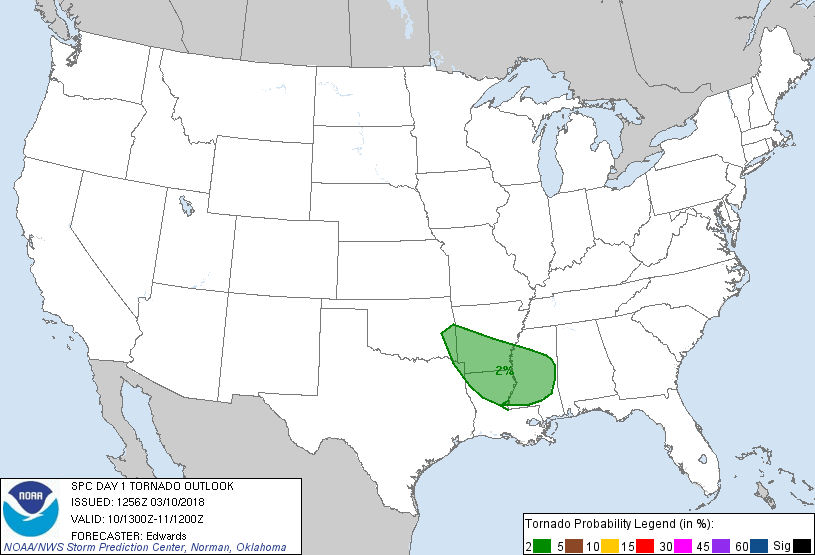 2%
NOAA
SPC DAY 1 TORNADO OUTLOOK
ISSUED: 1256Z 03/10/2018
VALID: 10/1300Z-11/1200Z
FORECASTER: Edwards
NOAA/NWS Storm Prediction Center, Norman, Oklahoma
Tornado Probability Legend (in %):
2 5 10 15 30 45 60 Sig